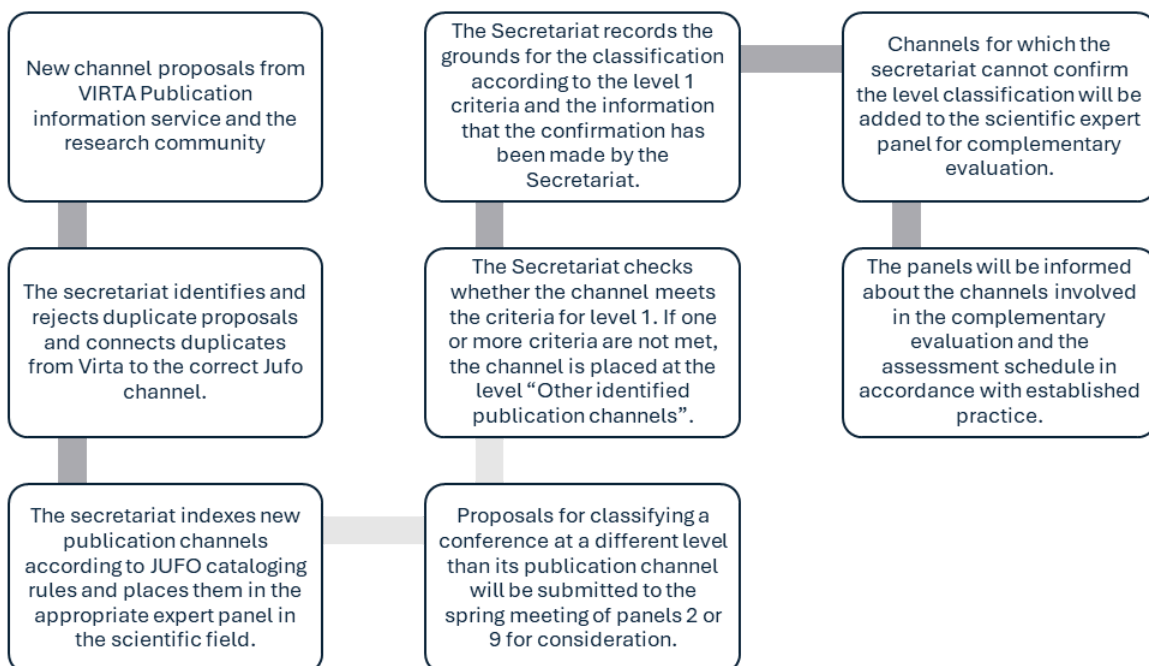 New channel proposals from
VIRTA Publication
information service and the
research community
The secretariat identifies and
rejects duplicate proposals
and connects duplicates
from Virta to the correct Jufo
channel.
The secretariat indexes new
publication channels
according to JUFO cataloging
rules and places them in the
appropriate expert panel in
the scientific field.
Proposals for classifying a
conference at a different level
than its publication channel
will be submitted to the
spring meeting of panels 2 or
9 for consideration.
The Secretariat checks
whether the channel meets
the criteria for level 1. If one
or more criteria are not met,
the channel is placed at the
level “Other identified
publication channels”.
The Secretariat records the
grounds for the classification
according to the level 1
criteria and the information
that the confirmation has
been made by the
Secretariat.
Channels for which the
secretariat cannot confirm
the level classification will be
added to the scientific expert
panel for complementary
evaluation.
The panels will be informed
about the channels involved
in the complementary
evaluation and the
assessment schedule in
accordance with established
practice.